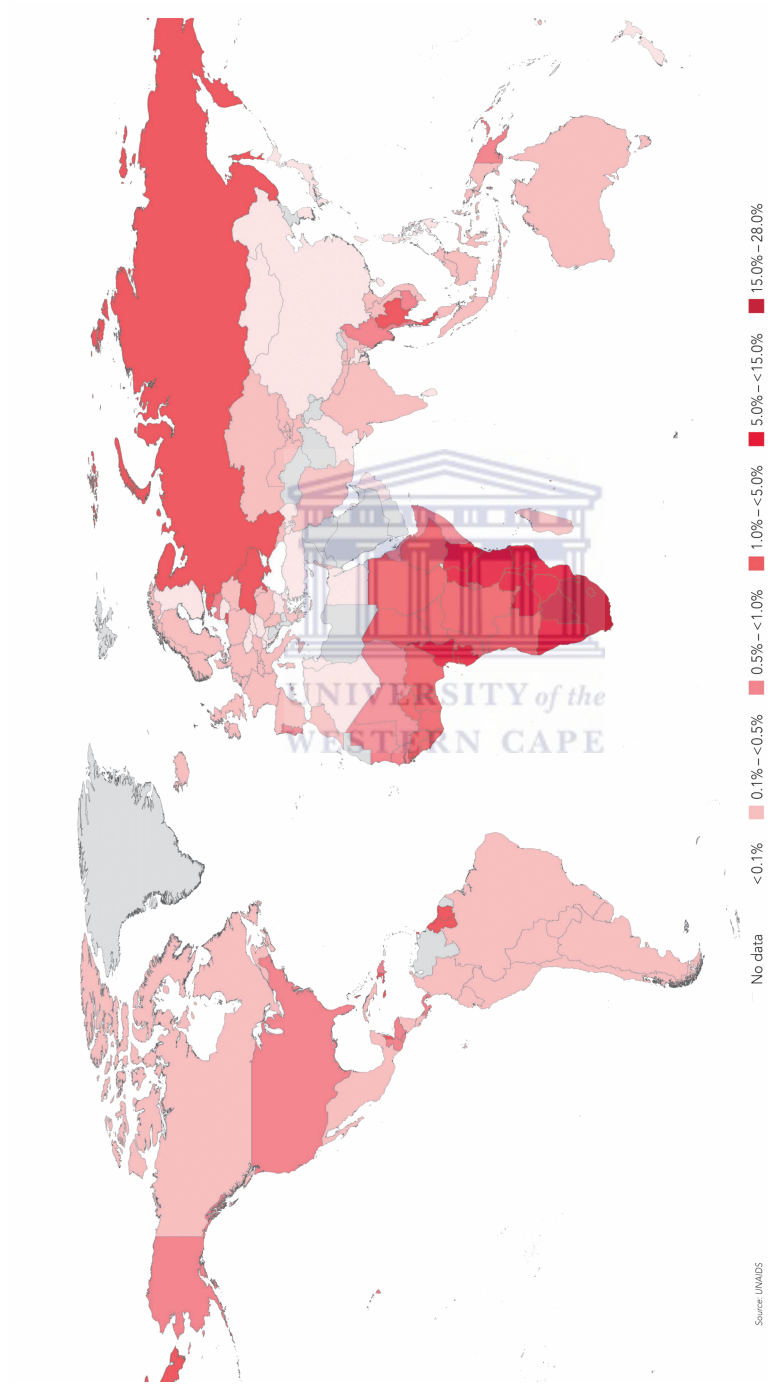 UNIVERSITY of the
WESTERN CAPE
No data
<0.1%
0.1% – <0.5%
0.5% – <1.0%
1.0% – <5.0%
5.0% – <15.0%
15.0% – 28.0%
Source: UNAIDS